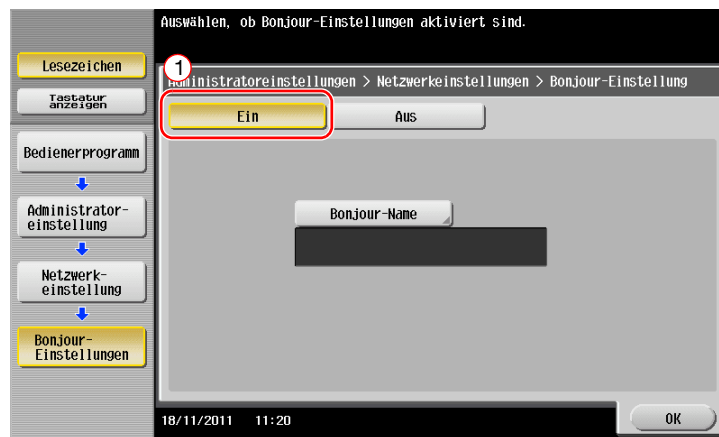 Auswählen, ob Bonjour-Einstellungen aktiviert sind.
Lesezeichen
Tastatur
anzeigen
Bedienerprogramm
Administrator-
einstellung
Netzwerk-
einstellung
Bonjour-
Einstellungen
1
Administratoreinstellungen > Netzwerkeinstellungen > Bonjour-Einstellung
Ein
Aus
Bonjour-Name
18/11/2011 11:20
OK